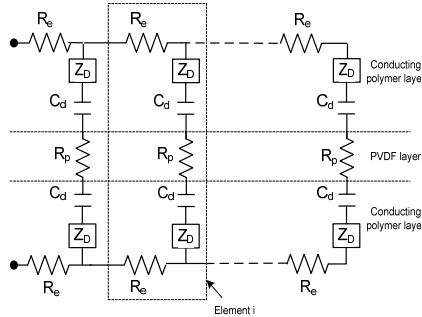 Re Re Re
ZD ZD ZD
Conducting
polymer laye
Cd Cd Cd
Rp Rp Rp
PVDF layer
Cd Cd Cd
Conducting
polymer laye
ZD ZD ZD
Re Re Re
Element i